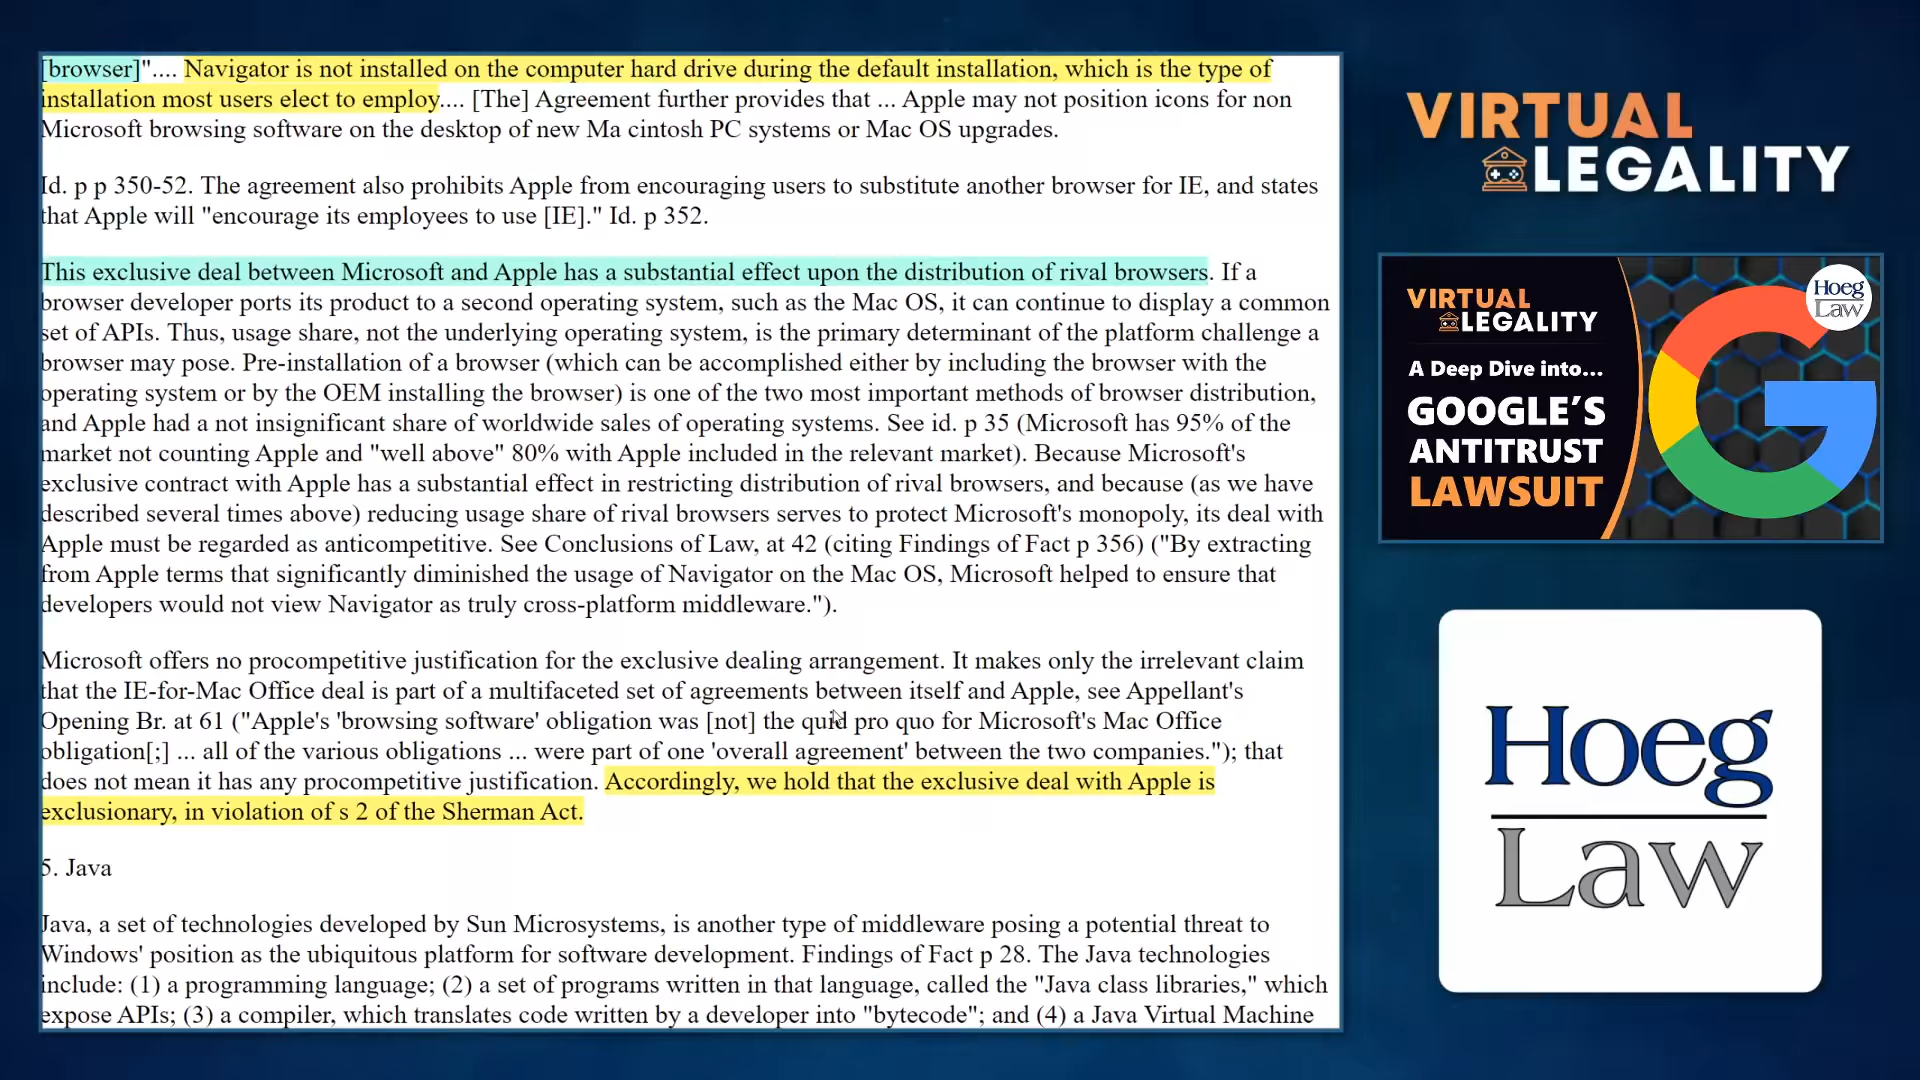 [browser]".... Navigator is not installed on the computer hard drive during the default installation, which is the type of
installation most users elect to employ.... [The] Agreement further provides that ... Apple may not position icons for non
Microsoft browsing software on the desktop of new Ma cintosh PC systems or Mac OS upgrades.
Id. p p 350-52. The agreement also prohibits Apple from encouraging users to substitute another browser for IE, and states
that Apple will "encourage its employees to use [IE]." Id. p 352.
This exclusive deal between Microsoft and Apple has a substantial effect upon the distribution of rival browsers. If a
browser developer ports its product to a second operating system, such as the Mac OS, it can continue to display a common
set of APIs. Thus, usage share, not the underlying operating system, is the primary determinant of the platform challenge a
browser may pose. Pre-installation of a browser (which can be accomplished either by including the browser with the
operating system or by the OEM installing the browser) is one of the two most important methods of browser distribution,
and Apple had a not insignificant share of worldwide sales of operating systems. See id. p 35 (Microsoft has 95% of the
market not counting Apple and "well above" 80% with Apple included in the relevant market). Because Microsoft's
exclusive contract with Apple has a substantial effect in restricting distribution of rival browsers, and because (as we have
described several times above) reducing usage share of rival browsers serves to protect Microsoft's monopoly, its deal with
Apple must be regarded as anticompetitive. See Conclusions of Law, at 42 (citing Findings of Fact p 356) ("By extracting
from Apple terms that significantly diminished the usage of Navigator on the Mac OS, Microsoft helped to ensure that
developers would not view Navigator as truly cross-platform middleware.").
Microsoft offers no procompetitive justification for the exclusive dealing arrangement. It makes only the irrelevant claim
that the IE-for-Mac Office deal is part of a multifaceted set of agreements between itself and Apple, see Appellant's
Opening Br. at 61 ("Apple's 'browsing software' obligation was [not] the quid pro quo for Microsoft's Mac Office
obligation[;] ... all of the various obligations ... were part of one 'overall agreement' between the two companies."); that
does not mean it has any procompetitive justification. Accordingly, we hold that the exclusive deal with Apple is
exclusionary, in violation of s 2 of the Sherman Act.
5. Java
Java, a set of technologies developed by Sun Microsystems, is another type of middleware posing a potential threat to
Windows' position as the ubiquitous platform for software development. Findings of Fact p 28. The Java technologies
include: (1) a programming language; (2) a set of programs written in that language, called the "Java class libraries," which
expose APIs; (3) a compiler, which translates code written by a developer into "bytecode"; and (4) a Java Virtual Machine
VIRTUAL
LEGALITY
VIRTUAL
LEGALITY
A Deep Dive into...
GOOGLE'S
ANTITRUST
LAWSUIT
Hoeg
Law
Hoeg
Law